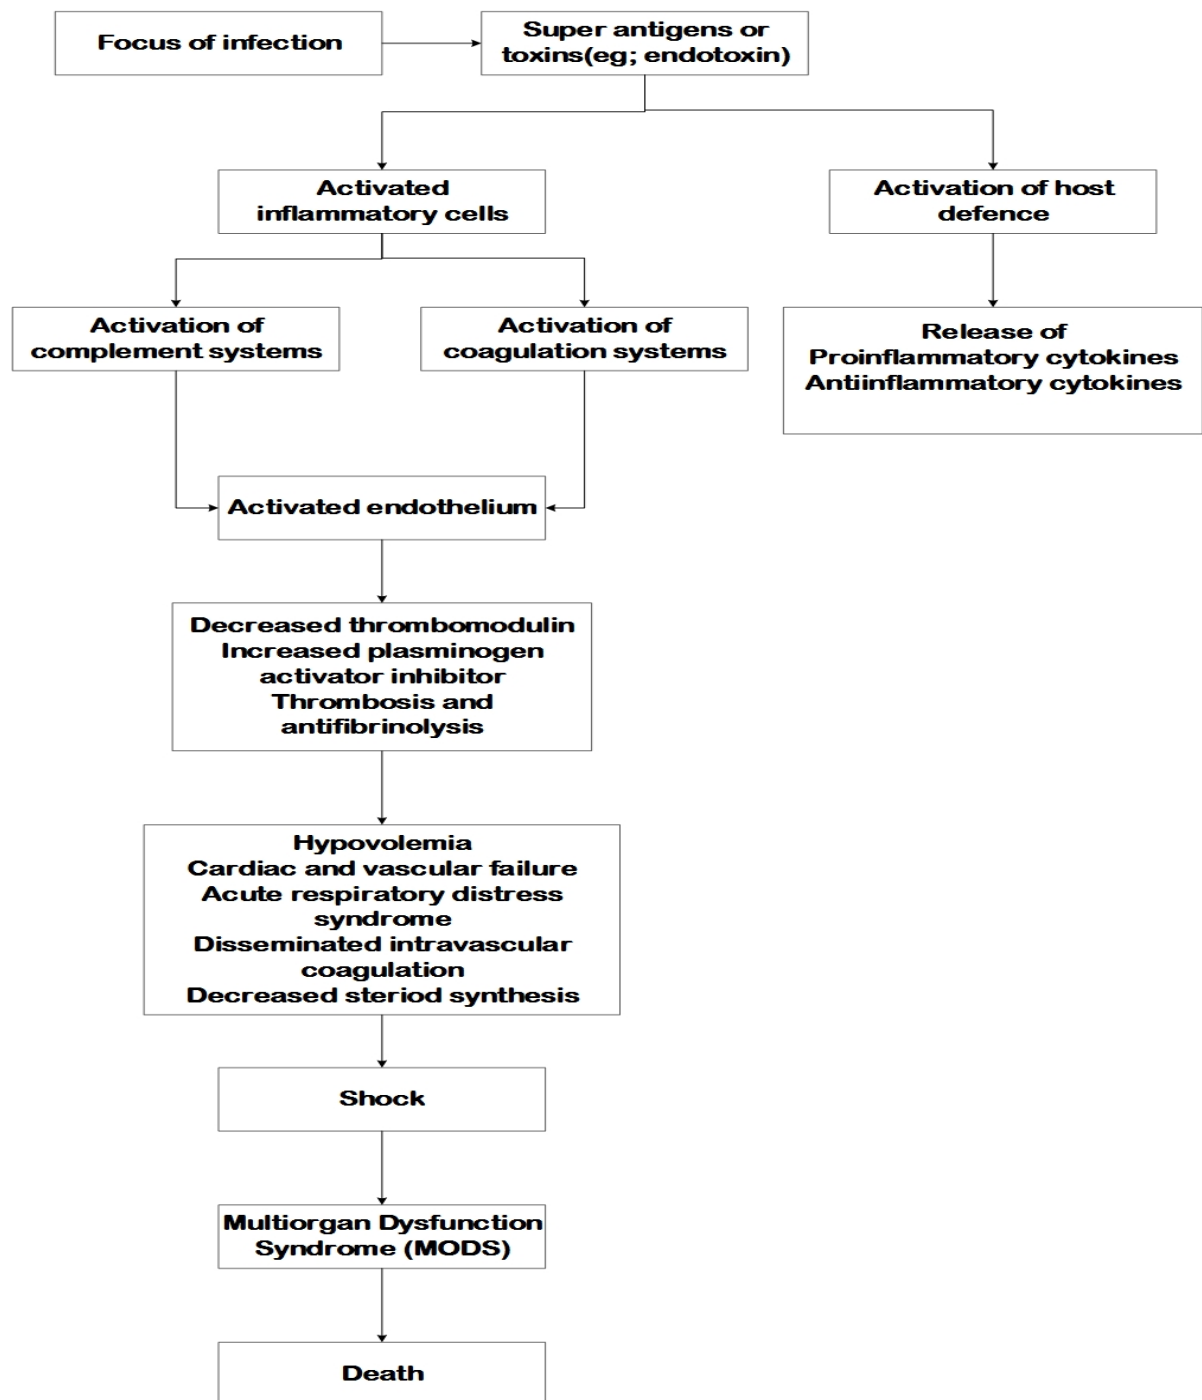 Focus of infection
Super antigens or
toxins(eg; endotoxin)
Activated
inflammatory cells
Activation of host
defence
Activation of
complement systems
Activation of
coagulation systems
Release of
Proinflammatory cytokines
Antiinflammatory cytokines
Activated endothelium
Decreased thrombomodulin
Increased plasminogen
activator inhibitor
Thrombosis and
antifibrinolysis
Hypovolemia
Cardiac and vascular failure
Acute respiratory distress
syndrome
Disseminated intravascular
coagulation
Decreased steriod synthesis
Shock
Multiorgan Dysfunction
Syndrome (MODS)
Death